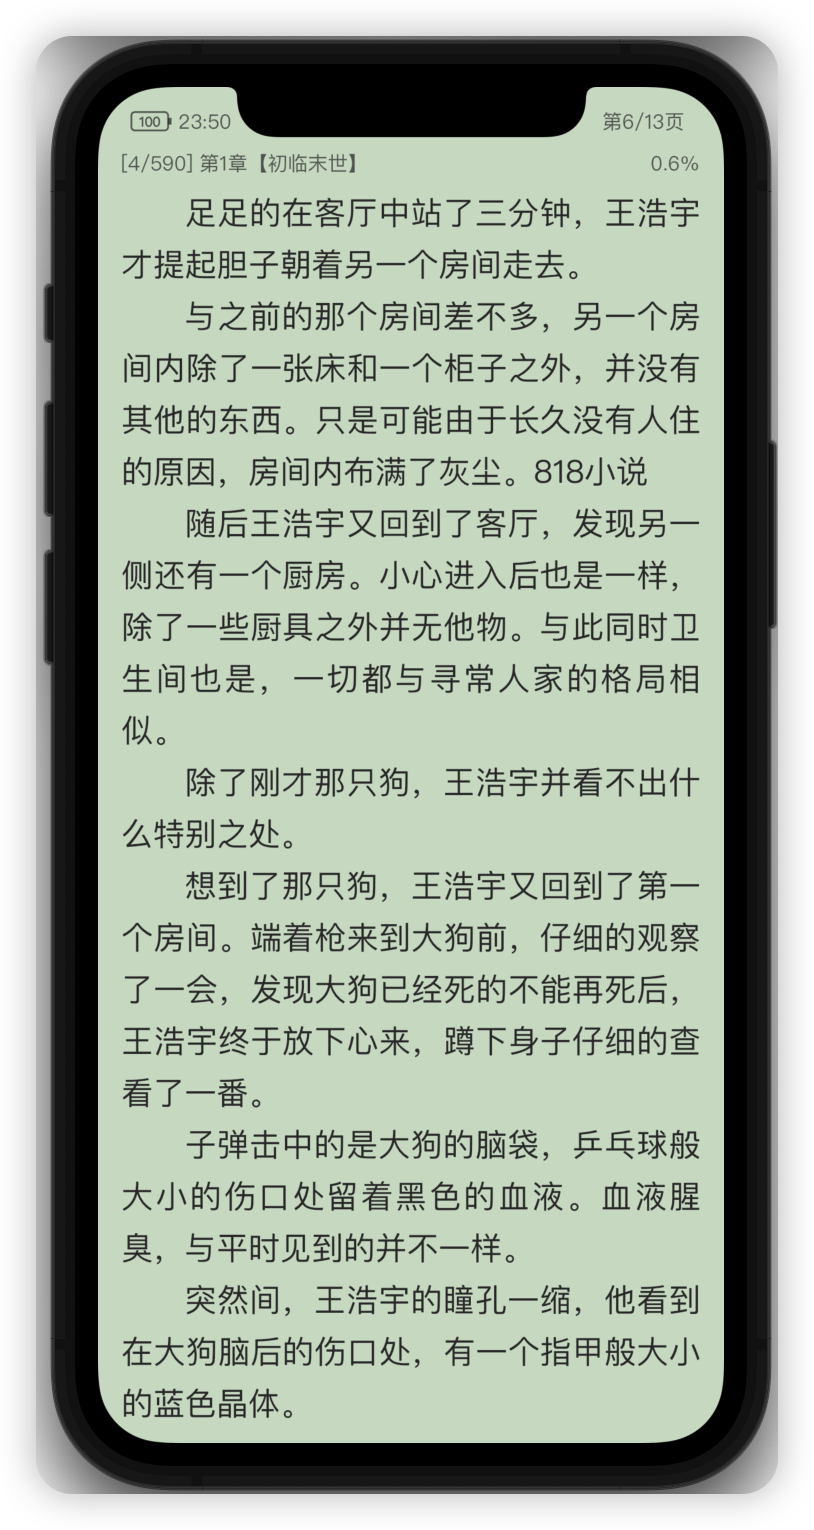 100 23:50 第6/13页
[4/590] 第1章【初临末世】 0.6%
足足的在客厅中站了三分钟，王浩宇
才提起胆子朝着另一个房间走去。
与之前的那个房间差不多，另一个房
间内除了一张床和一个柜子之外，并没有
其他的东西。只是可能由于长久没有人住
的原因，房间内布满了灰尘。818小说
随后王浩宇又回到了客厅，发现另一
侧还有一个厨房。小心进入后也是一样，
除了一些厨具之外并无他物。与此同时卫
生间也是，一切都与寻常人家的格局相
似。
除了刚才那只狗，王浩宇并看不出什
么特别之处。
想到了那只狗，王浩宇又回到了第一
个房间。端着枪来到大狗前，仔细的观察
了一会，发现大狗已经死的不能再死后，
王浩宇终于放下心来，蹲下身子仔细的查
看了一番。
子弹击中的是大狗的脑袋，乒乓球般
大小的伤口处留着黑色的血液。血液腥
臭，与平时见到的并不一样。
突然间，王浩宇的瞳孔一缩，他看到
在大狗脑后的伤口处，有一个指甲般大小
的蓝色晶体。